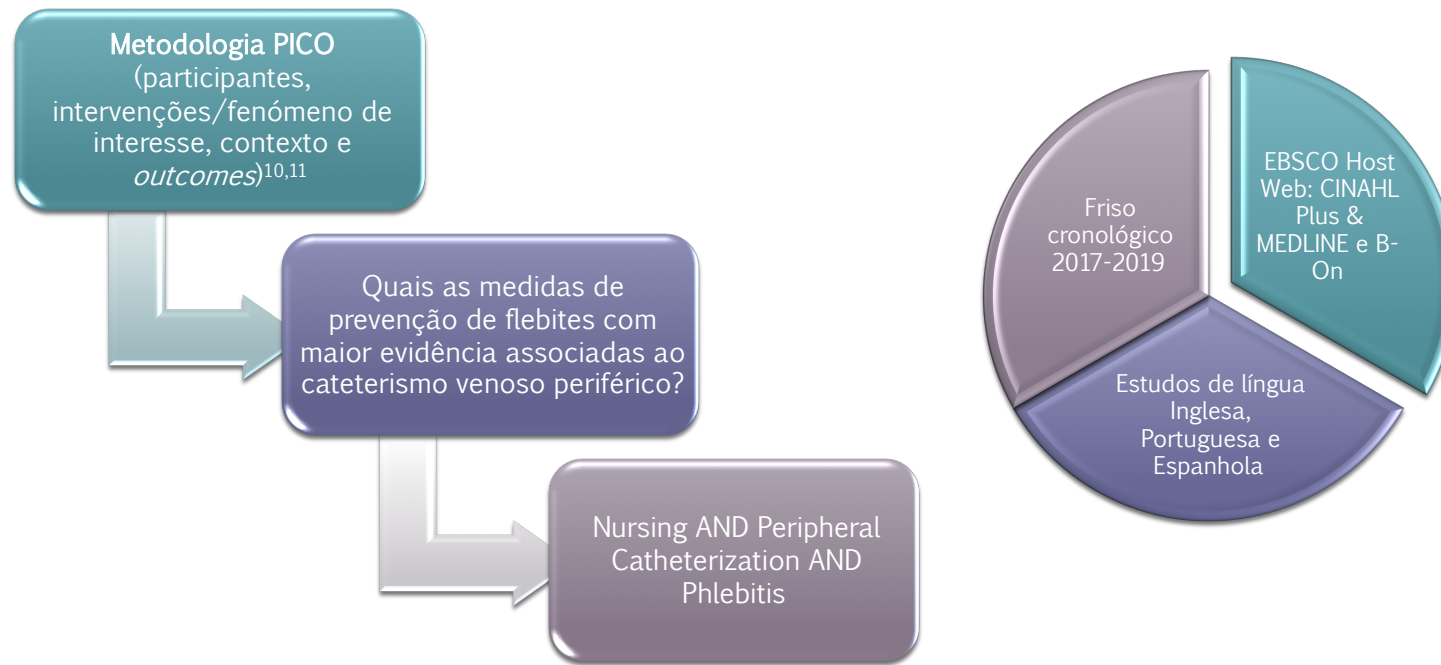 Metodologia PICO
(participantes,
intervenções/fenómeno de
interesse, contexto e
outcomes)10,11
Quais as medidas de
prevenção de flebites com
maior evidência associadas ao
cateterismo venoso periférico?
Nursing AND Peripheral
Catheterization AND
Phlebitis
Friso
cronológico
2017-2019
EBSCO Host
Web: CINAHL
Plus &
MEDLINE e B-
On
Estudos de língua
Inglesa,
Portuguesa e
Espanhola